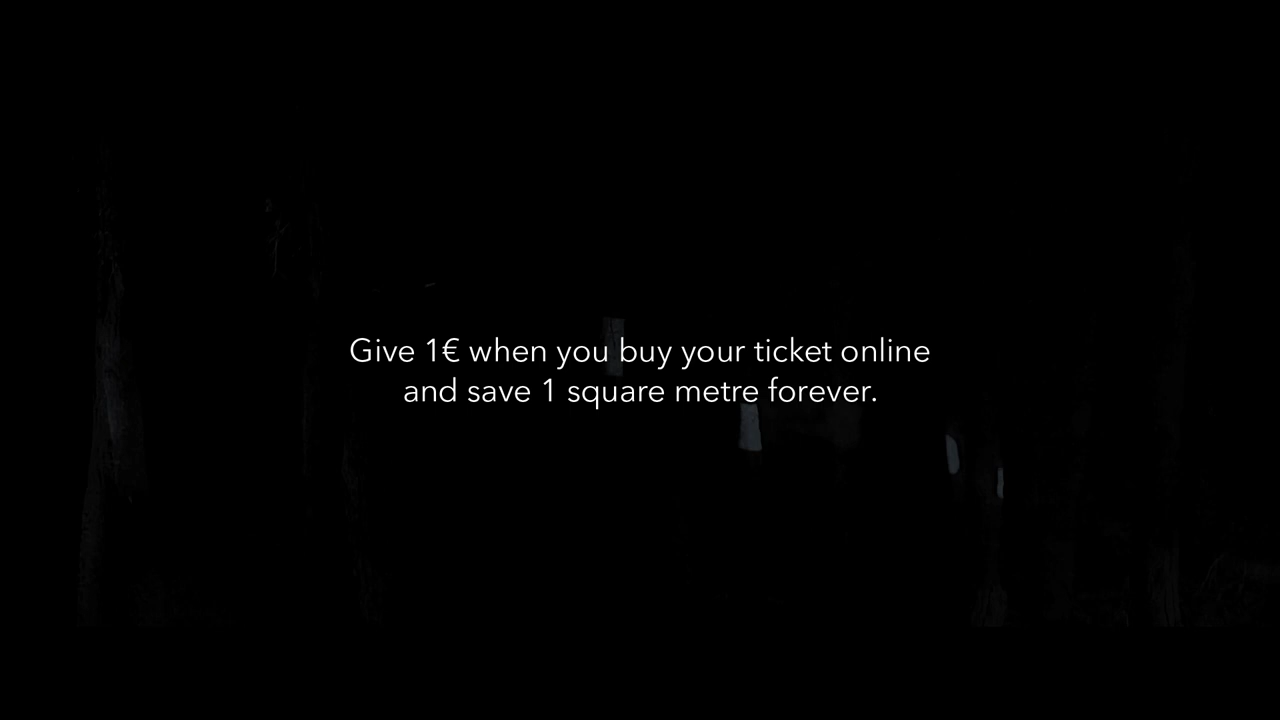 Give 1€ when you buy your ticket online
and save 1 square metre forever.